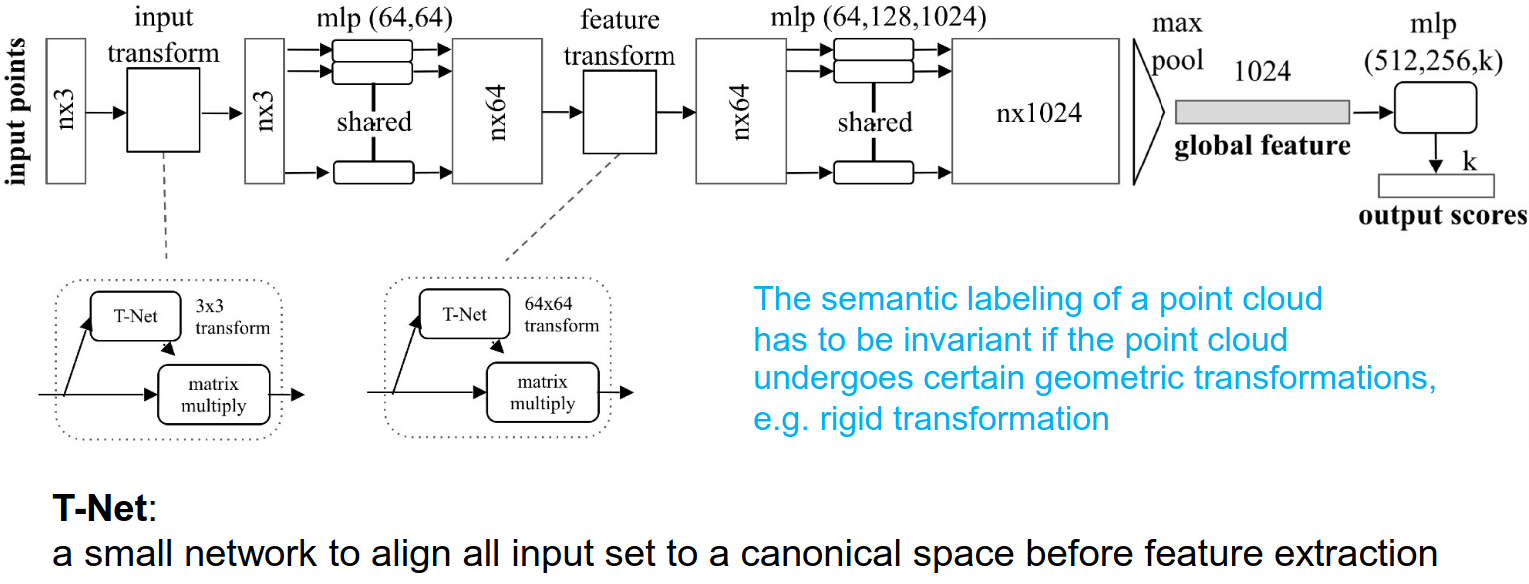 input points
nx3
input
transform
nx3
mlp (64,64)
shared
nx64
feature
transform
nx64
mlp (64,128,1024)
shared
nx1024
max
pool
1024
global feature
mlp
(512,256,k)
k
output scores
T-Net
3x3
transform
matrix
multiply
T-Net
64x64
transform
matrix
multiply
The semantic labeling of a point cloud
has to be invariant if the point cloud
undergoes certain geometric transformations,
e.g. rigid transformation
T-Net:
a small network to align all input set to a canonical space before feature extraction